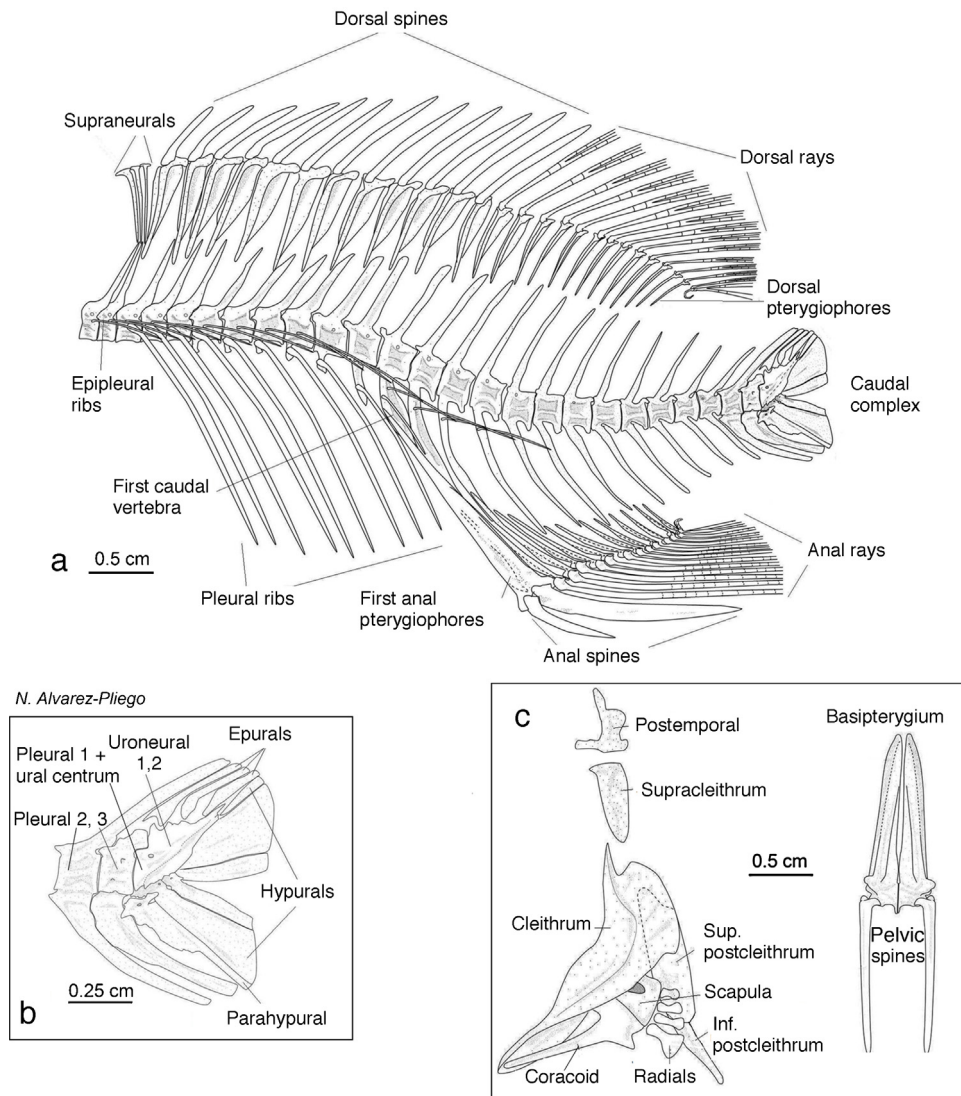 Dorsal spines
Supraneurals
Dorsal rays
Dorsal
pterygiophores
Epipleural
ribs
Caudal
complex
First caudal
vertebra
a
0.5 cm
Pleural ribs
First anal
pterygiophores
Anal rays
Anal spines
N. Alvarez-Pliego
Uroneural
1,2
Epurals
Pleural 1 +
ural centrum
Pleural 2, 3
Hypurals
0.25 cm
b
Parahypural
c
Postemporal
Basipterygium
Supracleithrum
0.5 cm
Cleithrum
Sup.
postcleithrum
Pelvic
spines
Scapula
Inf.
postcleithrum
Coracoid
Radials